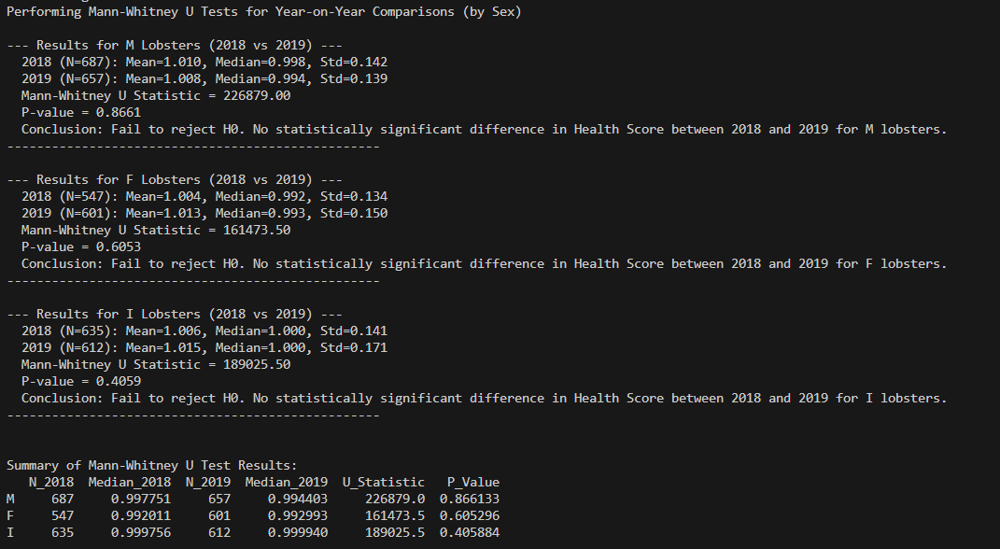 Performing Mann-Whitney U Tests for Year-on-Year Comparisons (by Sex)

--- Results for M Lobsters (2018 vs 2019) ---
  2018 (N=687): Mean=1.010, Median=0.998, Std=0.142
  2019 (N=657): Mean=1.008, Median=0.994, Std=0.139
  Mann-Whitney U Statistic = 226879.00
  P-value = 0.8661
  Conclusion: Fail to reject H0. No statistically significant difference in Health Score between 2018 and 2019 for M lobsters.
--------------------------------------------------

--- Results for F Lobsters (2018 vs 2019) ---
  2018 (N=547): Mean=1.004, Median=0.992, Std=0.134
  2019 (N=601): Mean=1.013, Median=0.993, Std=0.150
  Mann-Whitney U Statistic = 161473.50
  P-value = 0.6053
  Conclusion: Fail to reject H0. No statistically significant difference in Health Score between 2018 and 2019 for F lobsters.
--------------------------------------------------

--- Results for I Lobsters (2018 vs 2019) ---
  2018 (N=635): Mean=1.006, Median=1.000, Std=0.141
  2019 (N=612): Mean=1.015, Median=1.000, Std=0.171
  Mann-Whitney U Statistic = 189025.50
  P-value = 0.4059
  Conclusion: Fail to reject H0. No statistically significant difference in Health Score between 2018 and 2019 for I lobsters.
--------------------------------------------------

Summary of Mann-Whitney U Test Results:
   N_2018  Median_2018  N_2019  Median_2019  U_Statistic   P_Value
M     687     0.997751     657     0.994403     226879.0  0.866133
F     547     0.992011     601     0.992993     161473.5  0.605296
I     635     0.999756     612     0.999940     189025.5  0.405884